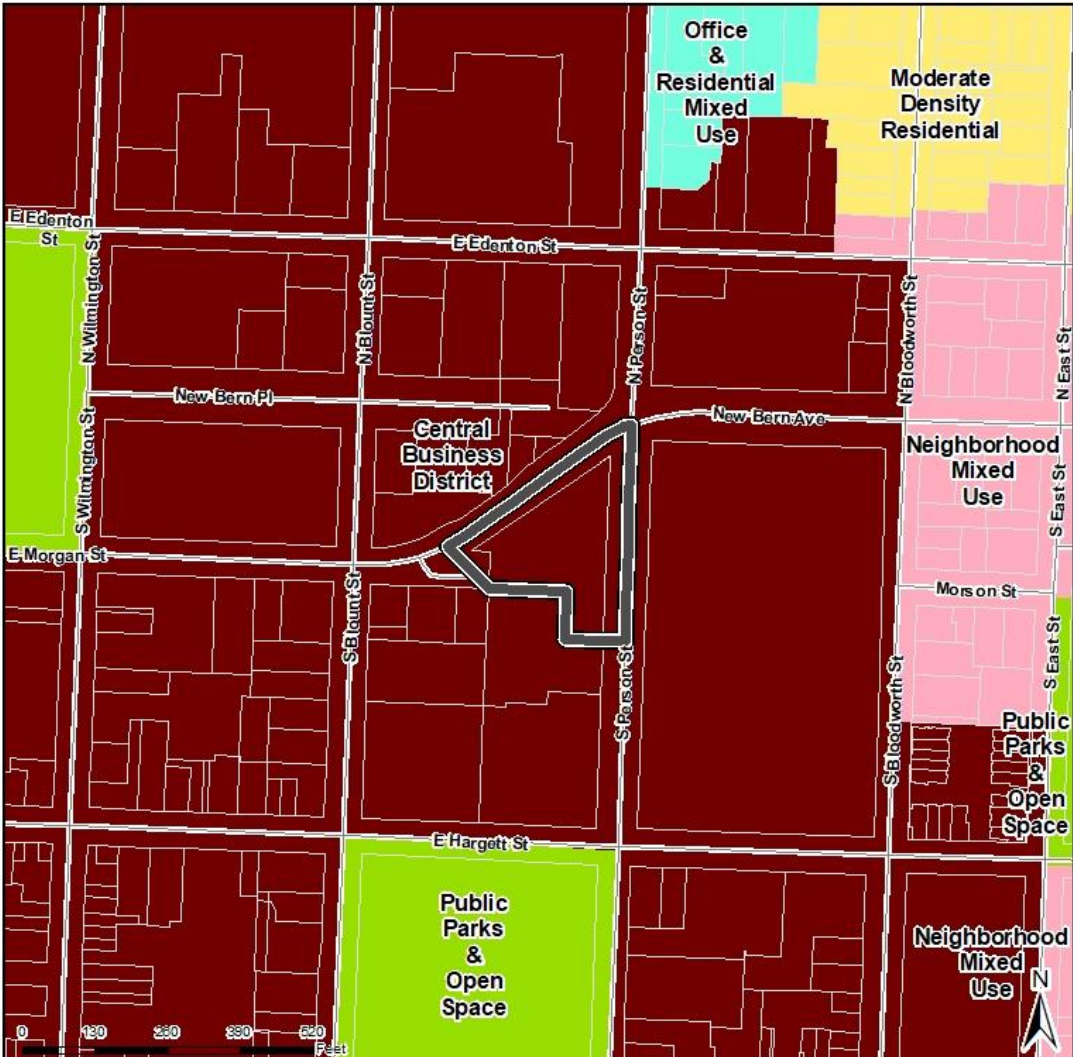 Office
&
Residential
Mixed
Use
Moderate
Density
Residential
E Edenton
St
E Edenton St
N Wilmington St
N Blount St
N Person St
N Bloodworth St
N East St
New Bern Pl
New Bern Ave
Central
Business
District
Neighborhood
Mixed
Use
S Wilmington St
S East St
E Morgan St
Morson St
S Blount St
S Person St
S Bloodworth St
S East St
Public
Parks
&
Open
Space
E Hargett St
Public
Parks
&
Open
Space
Neighborhood
Mixed
Use
N
0 130 260 390 520
Feet